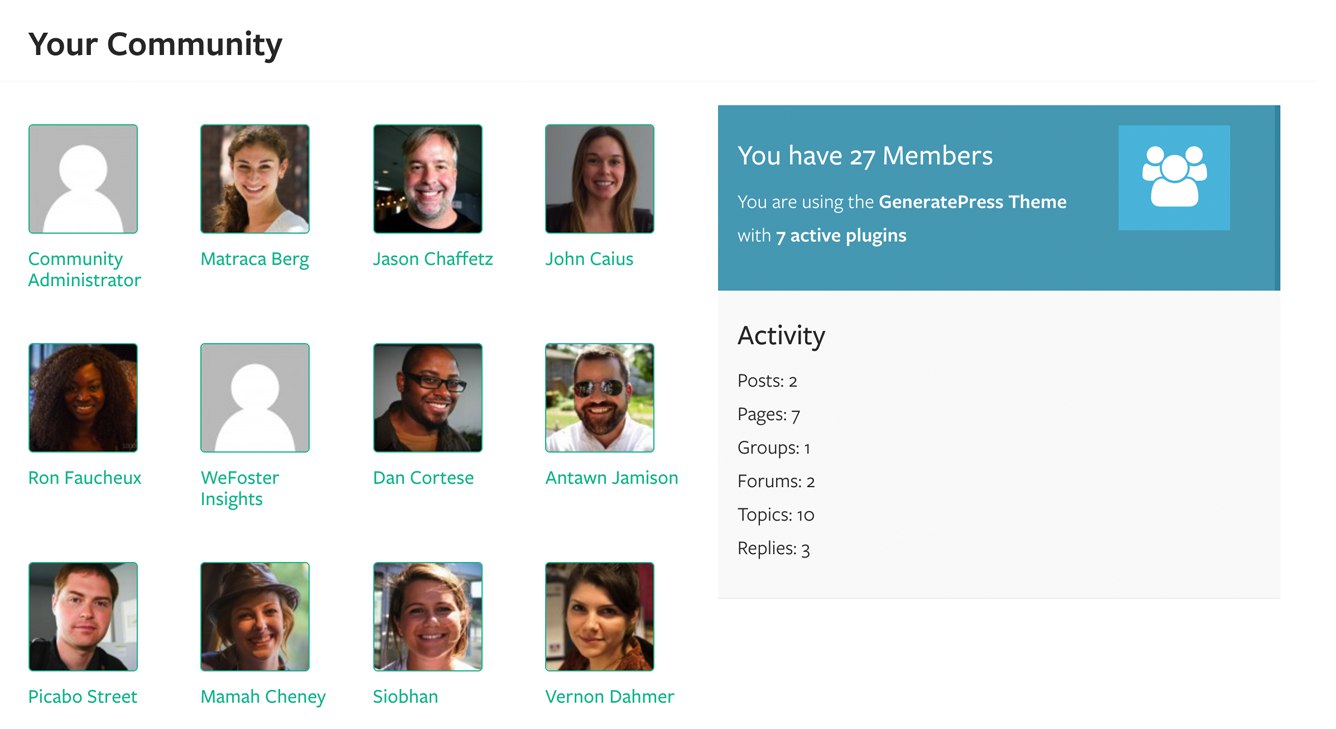 Your Community
Community
Administrator
Matraca Berg
Jason Chaffetz
John Caius
Ron Faucheux
WeFoster
Insights
Dan Cortese
Antawn Jamison
Picabo Street
Mamah Cheney
Siobhan
Vernon Dahmer
You have 27 Members
You are using the GeneratePress Theme
with 7 active plugins
Activity
Posts: 2
Pages: 7
Groups: 1
Forums: 2
Topics: 10
Replies: 3